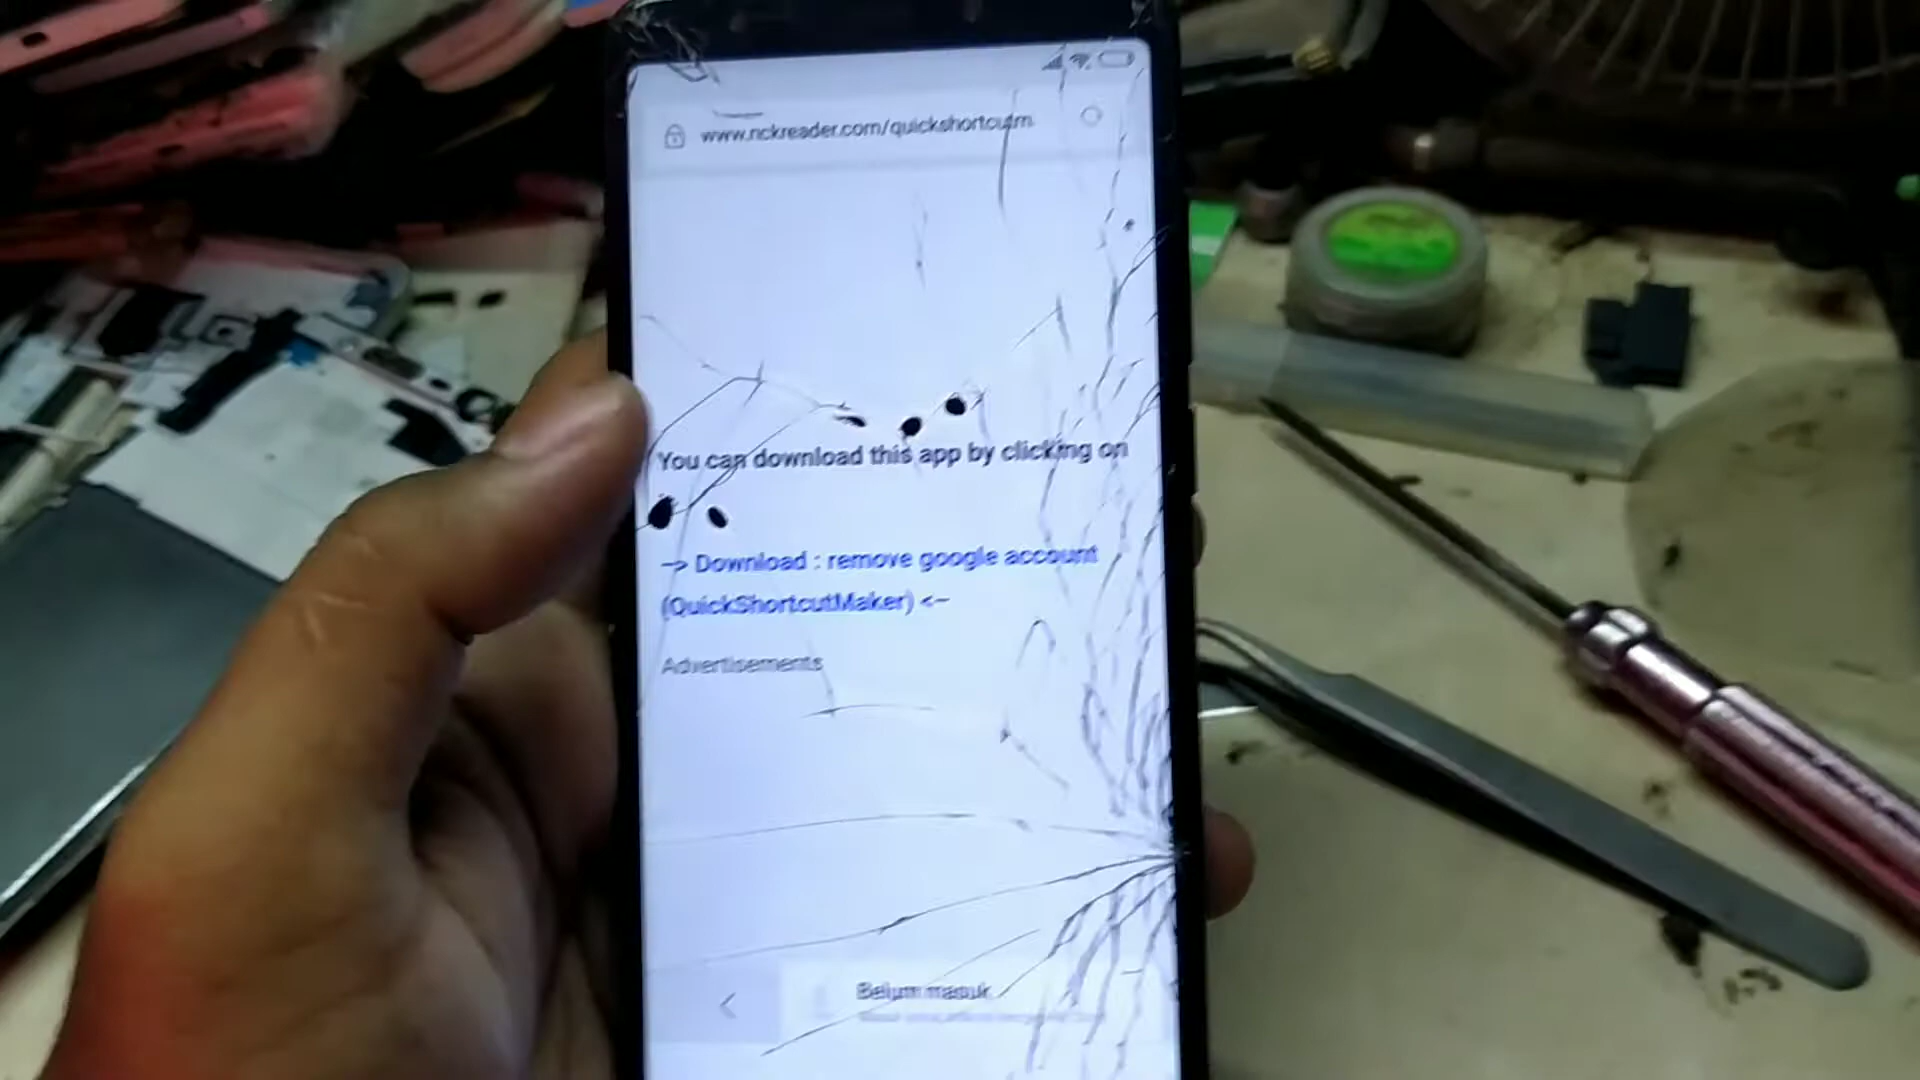 www.nckreader.com/quickshortcutm
You can download this app by clicking on
--> Download : remove google account
(QuickShortcutMaker) <--
Advertisements
Belum masuk